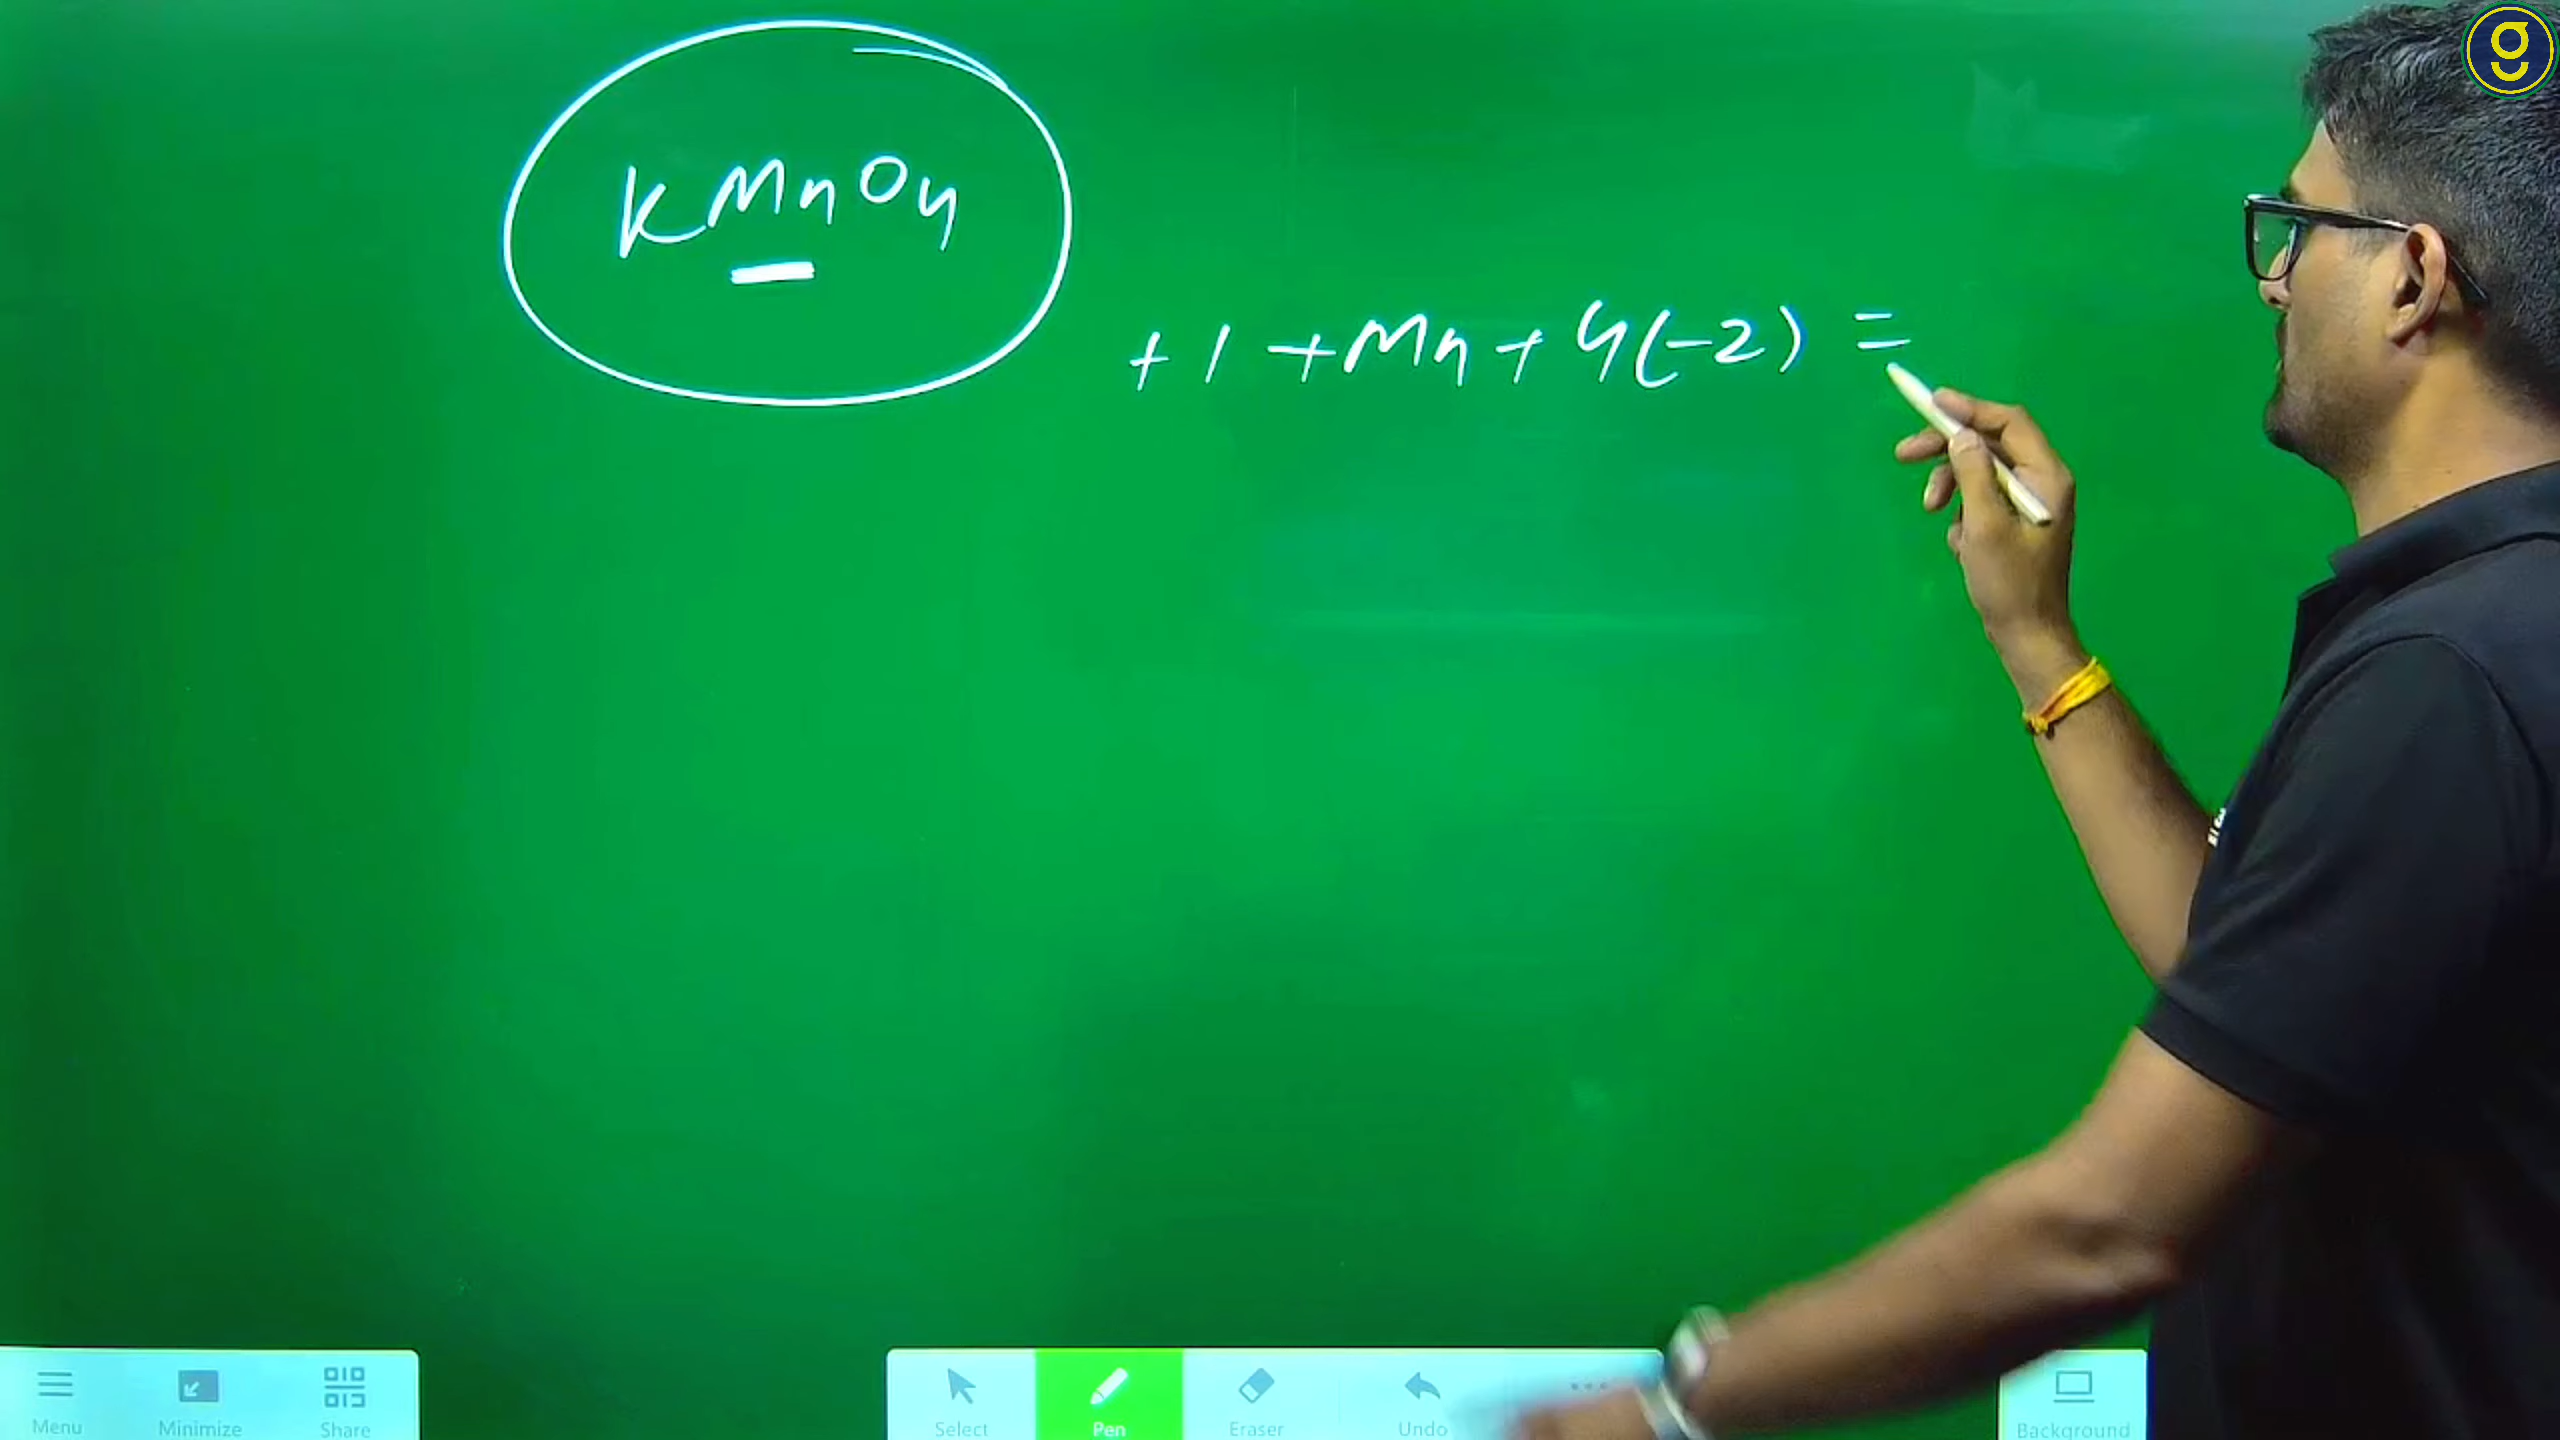 KMnO4
+1 +Mn + 4(-2) =
Menu
Minimize
Share
Select
Pen
Eraser
Undo
Background